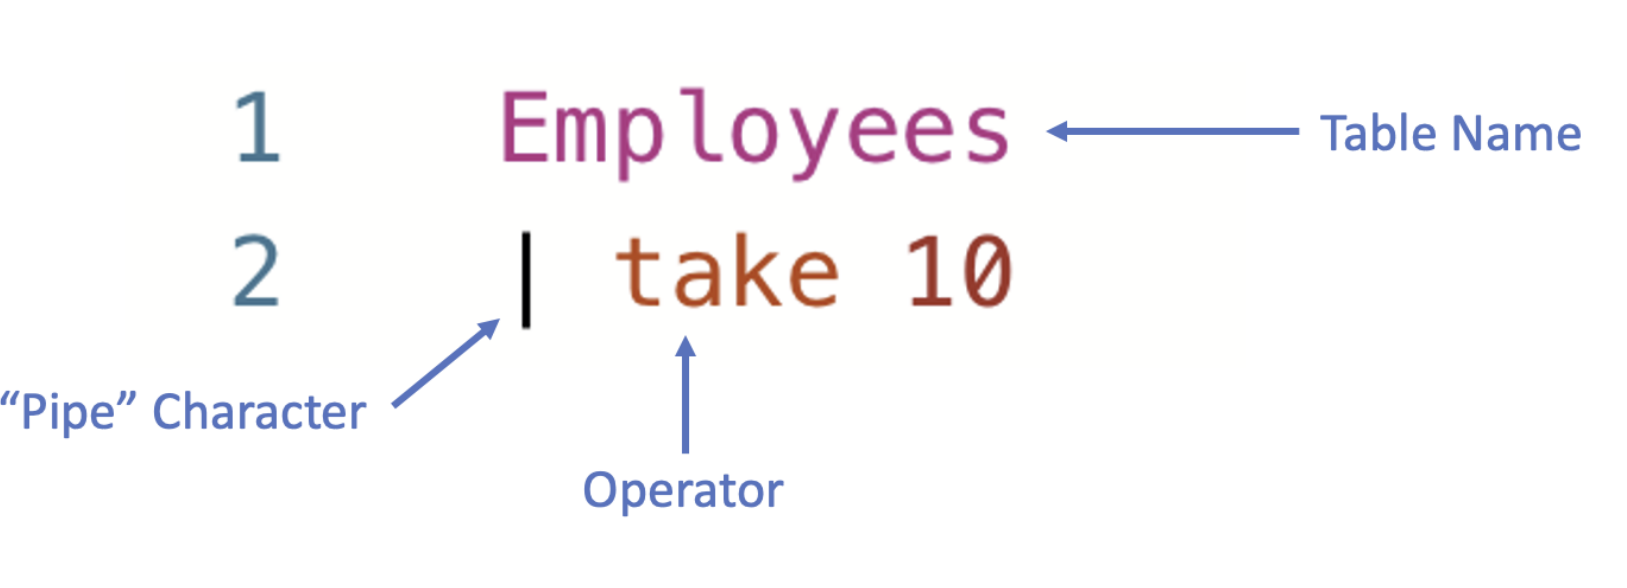 1 Employees Table Name
2 | take 10
“Pipe” Character
Operator